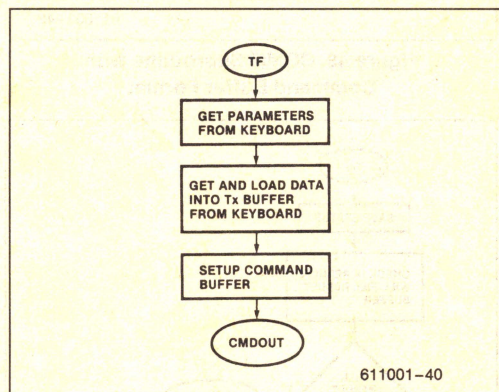 TF
GET PARAMETERS
FROM KEYBOARD
GET AND LOAD DATA
INTO Tx BUFFER
FROM KEYBOARD
SETUP COMMAND
BUFFER
CMDOUT
611001-40